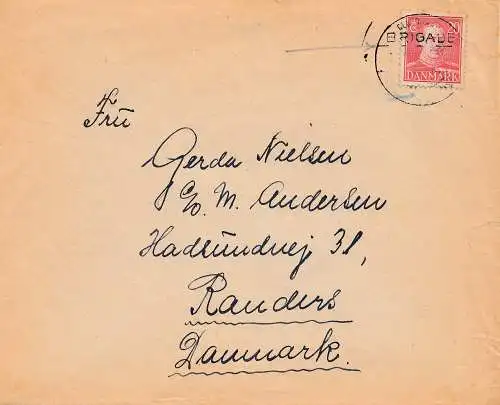 BRIGADE
DANMARK
Fru
Gerda Nielsen
c/o M. Andersen
Hadsundvej 31,
Randers
Danmark.